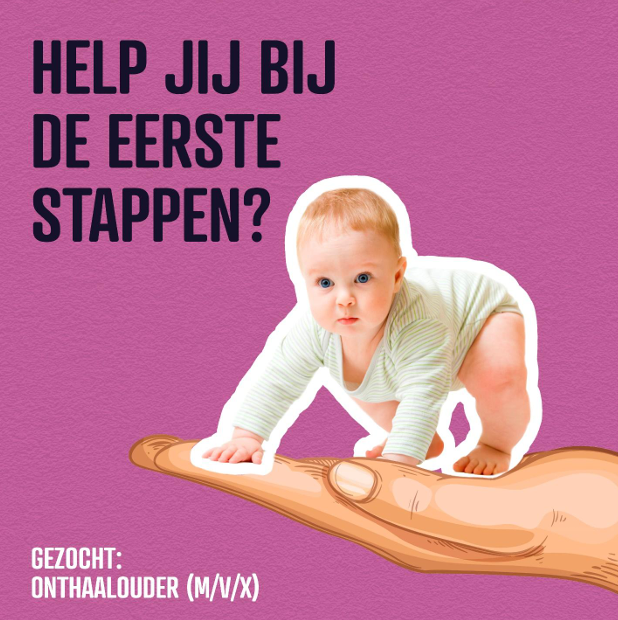 HELP JIJ BIJ
DE EERSTE
STAPPEN?
GEZOCHT:
ONTHAALOUDER (M/V/X)